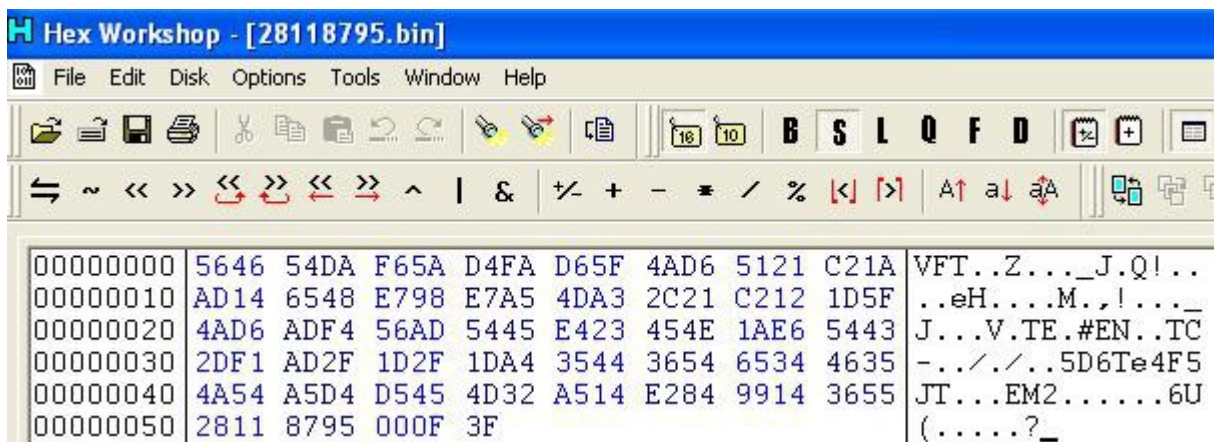 Hex Workshop - [28118795.bin]
File Edit Disk Options Tools Window Help
16 10 B S L Q F D
& % A a aA
00000000 5646 54DA F65A D4FA D65F 4AD6 5121 C21A VFT..Z..._J.Q!..
00000010 AD14 6548 E798 E7A5 4DA3 2C21 C212 1D5F ..eH....M.,!..._
00000020 4AD6 ADF4 56AD 5445 E423 454E 1AE6 5443 J...V.TE.#EN..TC
00000030 2DF1 AD2F 1D2F 1DA4 3544 3654 6534 4635 -../././..5D6Te4F5
00000040 4A54 A5D4 D545 4D32 A514 E284 9914 3655 JT...EM2......6U
00000050 2811 8795 000F 3F (.....?_